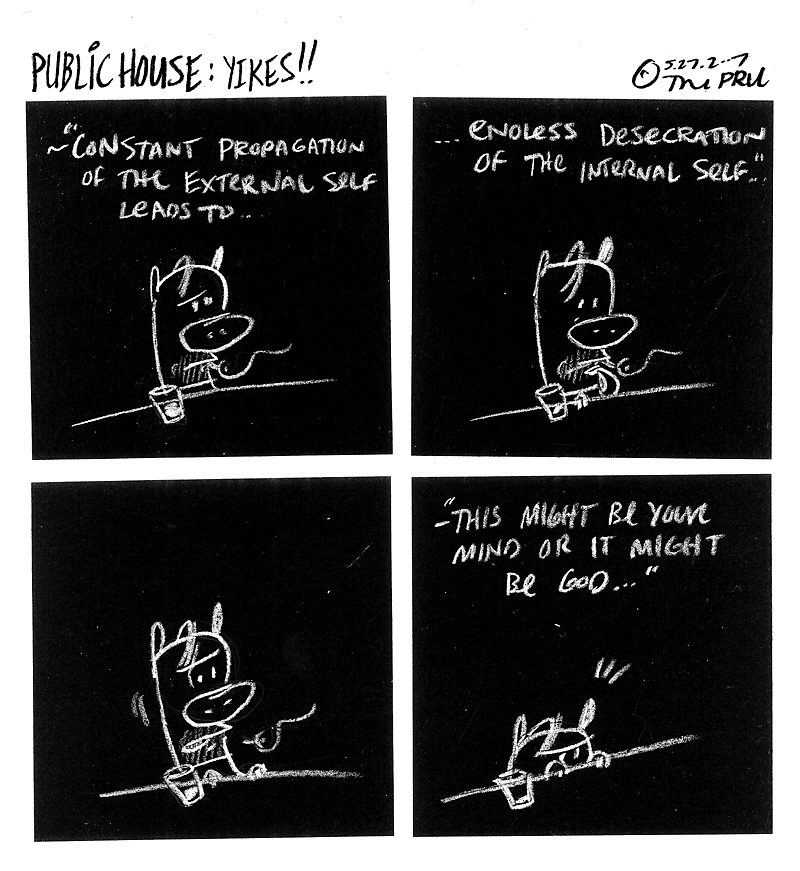 PUBLIC HOUSE: YIKES!!
© 5.27.2..7
THE PRU
~"CONSTANT PROPAGATION
OF THE EXTERNAL SELF
LEADS TO....
...ENDLESS DESECRATION
OF THE INTERNAL SELF."
~"THIS MIGHT BE YOUR
MIND OR IT MIGHT
BE GOD..."